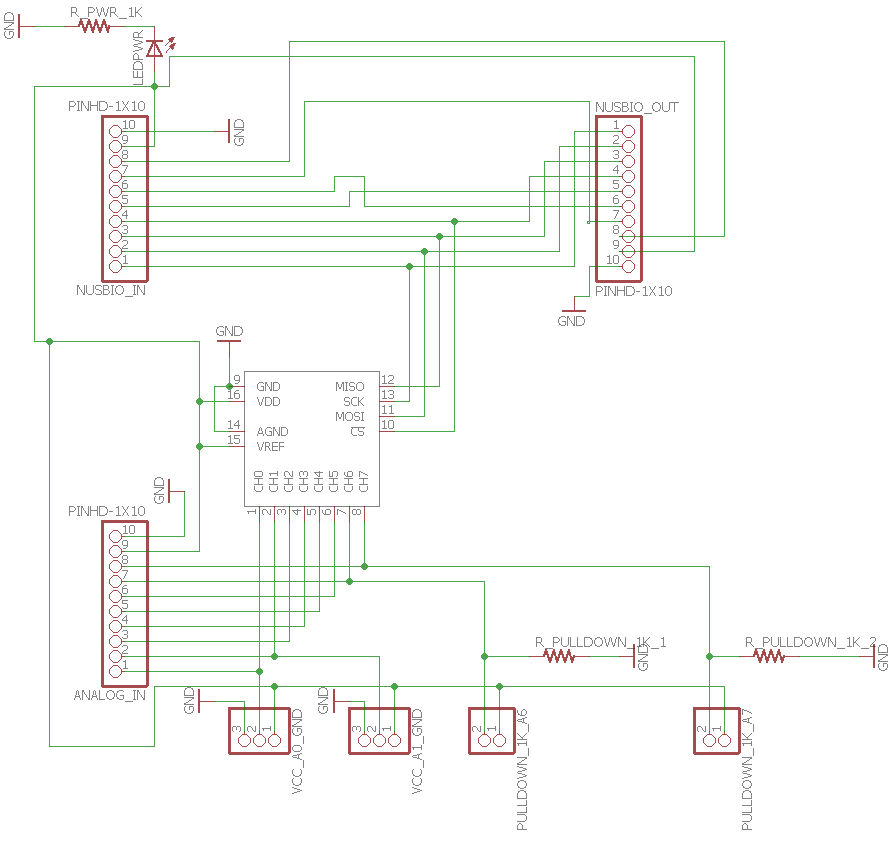 R_PWR_1K
GND
LEDPWR
PINHD-1X10
10
9
8
7
6
5
4
3
2
1
NUSBIO_IN
GND
NUSBIO_OUT
1
2
3
4
5
6
7
8
9
10
PINHD-1X10
GND
GND
9
GND
16
VDD
14
AGND
15
VREF
MISO
12
SCK
13
MOSI
11
CS
10
CH0
CH1
CH2
CH3
CH4
CH5
CH6
CH7
1
2
3
4
5
6
7
8
GND
PINHD-1X10
10
9
8
7
6
5
4
3
2
1
ANALOG_IN
R_PULLDOWN_1K_1
GND
R_PULLDOWN_1K_2
GND
GND
3
2
1
VCC_A0_GND
GND
3
2
1
VCC_A1_GND
2
1
PULLDOWN_1K_A6
2
1
PULLDOWN_1K_A7